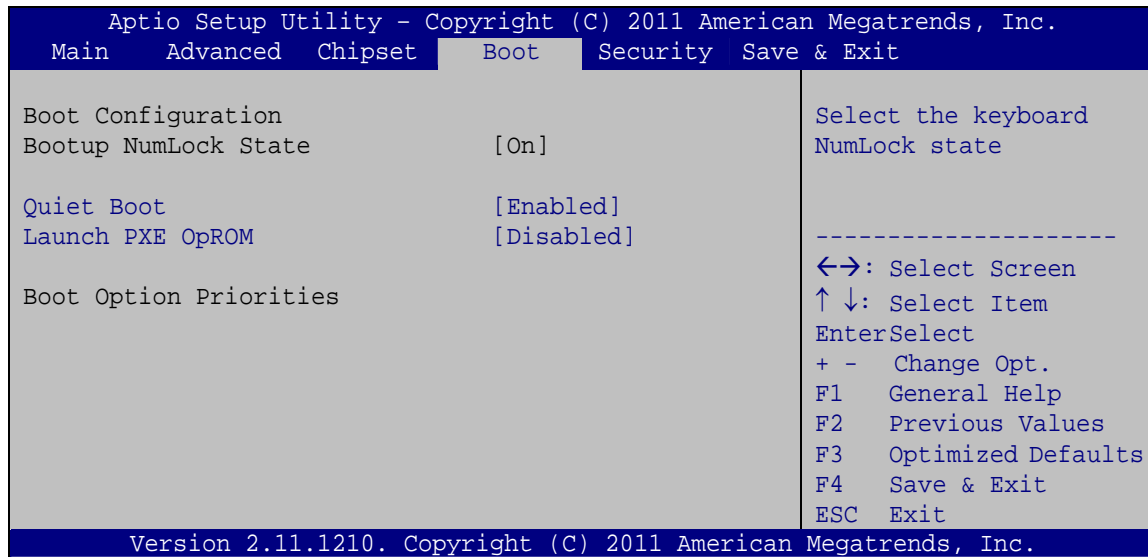 Aptio Setup Utility – Copyright (C) 2011 American Megatrends, Inc.
Main Advanced Chipset Boot Security Save & Exit
Boot Configuration
Bootup NumLock State [On]
Quiet Boot [Enabled]
Launch PXE OpROM [Disabled]
Boot Option Priorities
Select the keyboard
NumLock state
---------------------
←→: Select Screen
↑ ↓: Select Item
EnterSelect
+ - Change Opt.
F1 General Help
F2 Previous Values
F3 Optimized Defaults
F4 Save & Exit
ESC Exit
Version 2.11.1210. Copyright (C) 2011 American Megatrends, Inc.